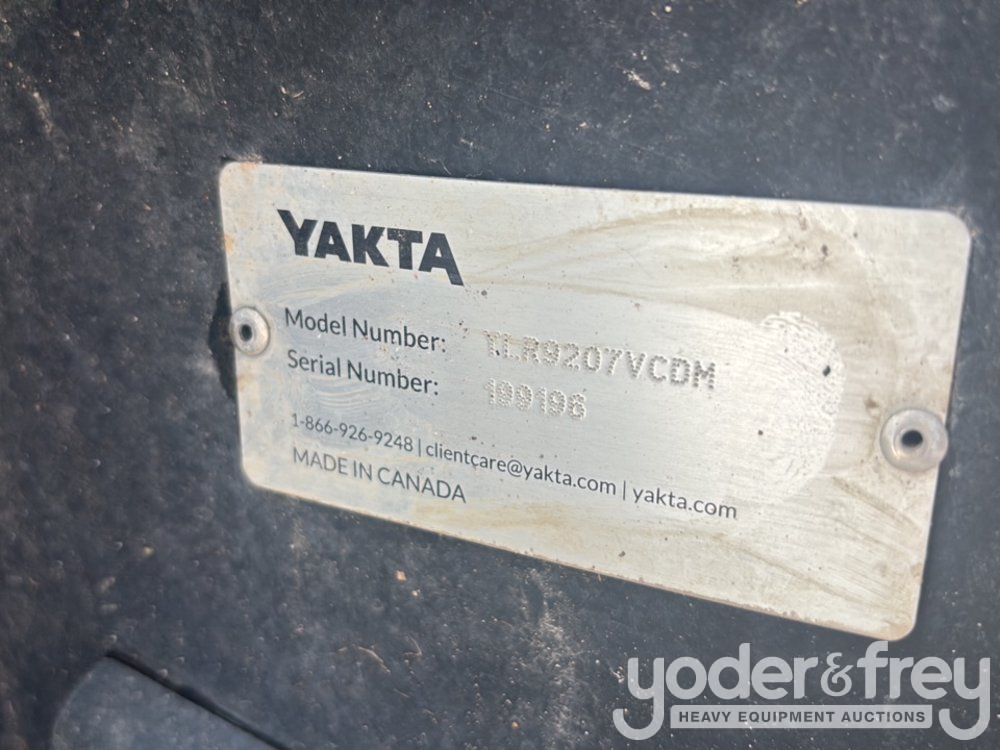 YAKTA
Model Number: TLR9207VCDM
Serial Number: 199196
1-866-926-9248 | clientcare@yakta.com | yakta.com
MADE IN CANADA
yoder&frey
HEAVY EQUIPMENT AUCTIONS